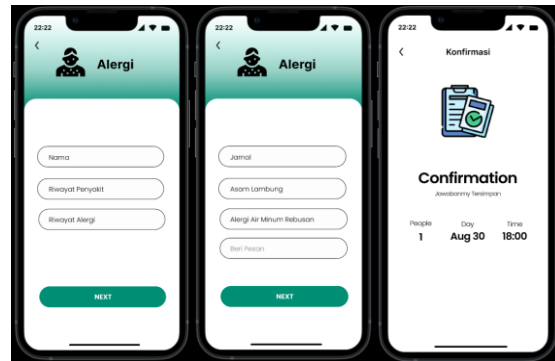 22:22
Alergi
Nama
Riwayat Penyakit
Riwayat Alergi
NEXT
22:22
Alergi
Jamal
Asam Lambung
Alergi Air Minum Rebusan
Beri Pesan
NEXT
22:22
Konfirmasi
Confirmation
Jawabanmu Tersimpan
People Day Time
1 Aug 30 18:00